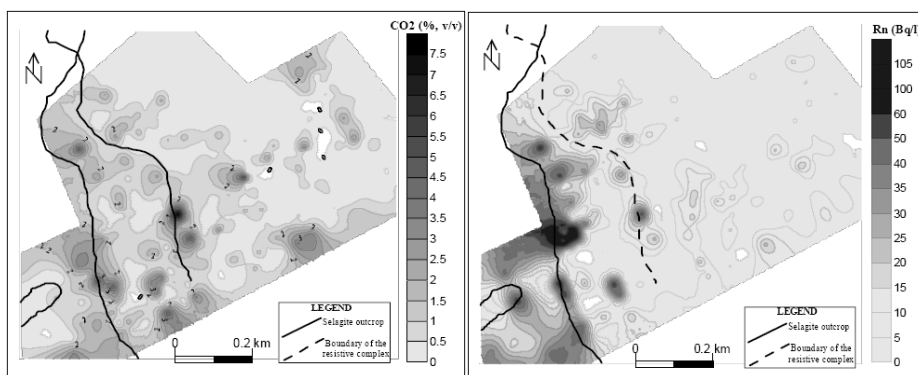 CO2 (%, v/v)
7.5
7
6.5
6
5.5
5
4.5
4
3.5
3
2.5
2
1.5
1
0.5
0
N
LEGEND
Selagite outcrop
Boundary of the
resistive complex
0
0.2 km
Rn (Bq/l)
105
100
60
50
40
35
30
25
20
15
10
5
0
N
LEGEND
Selagite outcrop
Boundary of the
resistive complex
0
0.2 km